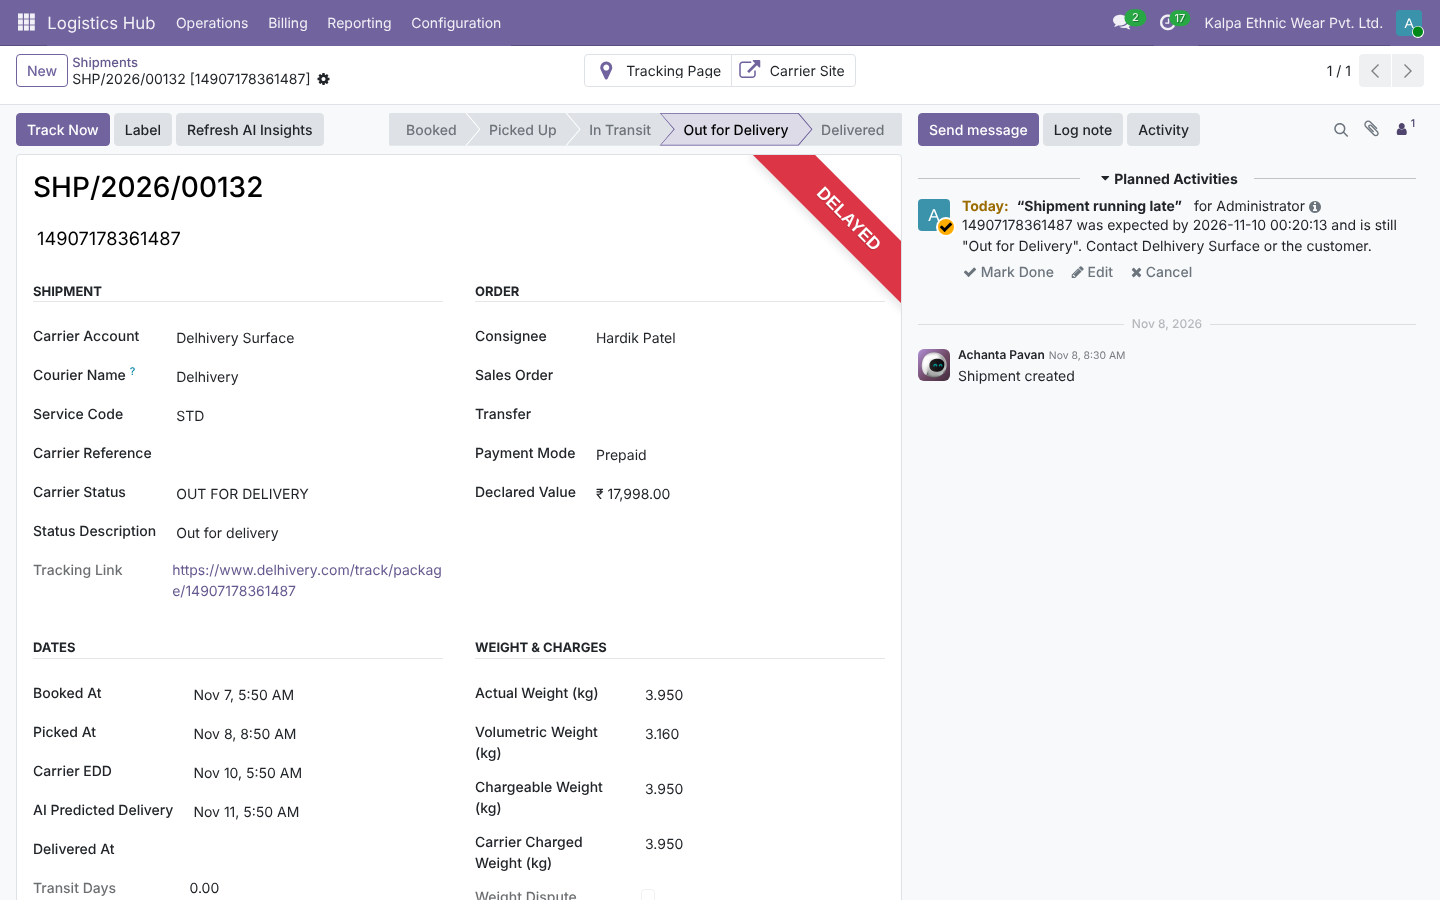 Logistics Hub Operations Billing Reporting Configuration 2 17 Kalpa Ethnic Wear Pvt. Ltd. A
New
Shipments
SHP/2026/00132 [14907178361487]
Tracking Page Carrier Site
1 / 1
Track Now Label Refresh AI Insights
Booked Picked Up In Transit Out for Delivery Delivered
Send message Log note Activity 1
SHP/2026/00132
14907178361487
DELAYED
SHIPMENT
Carrier Account Delhivery Surface
Courier Name ? Delhivery
Service Code STD
Carrier Reference
Carrier Status OUT FOR DELIVERY
Status Description Out for delivery
Tracking Link https://www.delhivery.com/track/packag
e/14907178361487
ORDER
Consignee Hardik Patel
Sales Order
Transfer
Payment Mode Prepaid
Declared Value ₹ 17,998.00
DATES
Booked At Nov 7, 5:50 AM
Picked At Nov 8, 8:50 AM
Carrier EDD Nov 10, 5:50 AM
AI Predicted Delivery Nov 11, 5:50 AM
Delivered At
Transit Days 0.00
WEIGHT & CHARGES
Actual Weight (kg) 3.950
Volumetric Weight 3.160
(kg)
Chargeable Weight 3.950
(kg)
Carrier Charged 3.950
Weight (kg)
Weight Dispute
Planned Activities
A
Today: “Shipment running late” for Administrator
14907178361487 was expected by 2026-11-10 00:20:13 and is still
"Out for Delivery". Contact Delhivery Surface or the customer.
Mark Done Edit Cancel
Nov 8, 2026
Achanta Pavan Nov 8, 8:30 AM
Shipment created